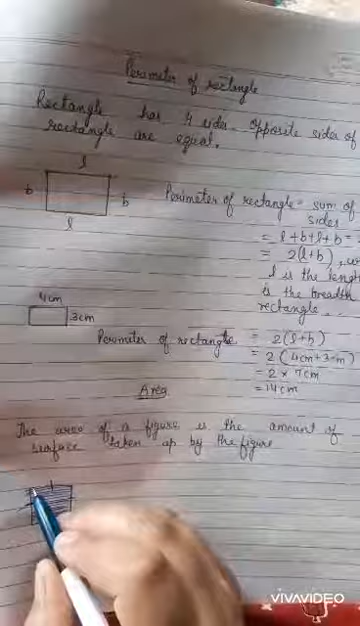 Perimeter of rectangle
Rectangle has 4 sides. Opposite sides of
rectangle are equal.
l
b
b
l
Perimeter of rectangle = sum of
sides
= l+b+l+b =
= 2(l+b),
l is the length
is the breadth
rectangle..
4cm
3cm
Perimeter of rectangle = 2(l+b)
= 2(4cm+3cm)
= 2 x 7cm
= 14cm
Area
The area of a figure is the amount of
surface taken up by the figure
VIVAVIDEO